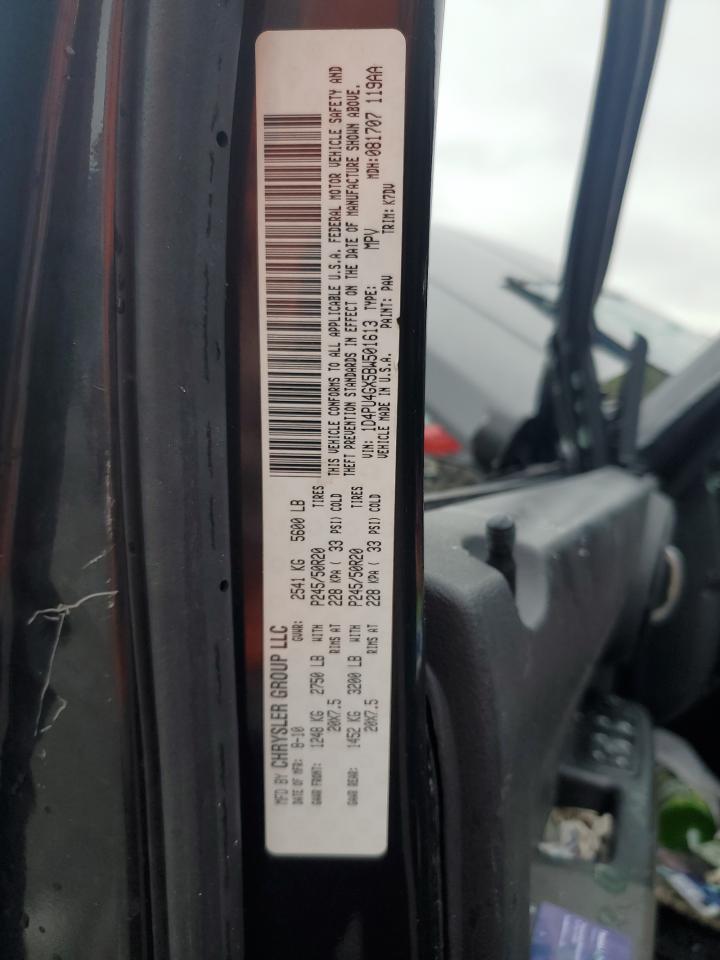 MFD BY CHRYSLER GROUP LLC
DATE OF MFR: 8-10 GVWR: 2541 KG 5600 LB
GAWR FRONT: 1248 KG 2750 LB WITH P245/50R20 TIRES
20X7.5 RIMS AT 228 KPA ( 33 PSI) COLD
GAWR REAR: 1452 KG 3200 LB WITH P245/50R20 TIRES
20X7.5 RIMS AT 228 KPA ( 33 PSI) COLD
THIS VEHICLE CONFORMS TO ALL APPLICABLE U.S.A. FEDERAL MOTOR VEHICLE SAFETY AND
THEFT PREVENTION STANDARDS IN EFFECT ON THE DATE OF MANUFACTURE SHOWN ABOVE.
VIN: 1D4PU4GX5BW501613 TYPE: MPV MDH: 081707 119AA
VEHICLE MADE IN U.S.A. PAINT: PAV TRIM: K7DV